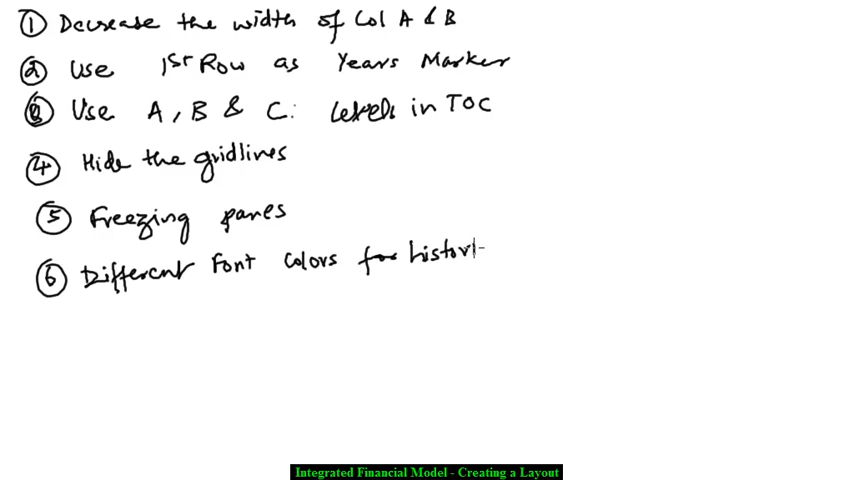 ① Decrease the width of Col A & B
② Use 1st Row as Years Marker
③ Use A, B & C: Levels in TOC
④ Hide the gridlines
⑤ Freezing panes
⑥ Different Font Colors for histori
Integrated Financial Model - Creating a Layout